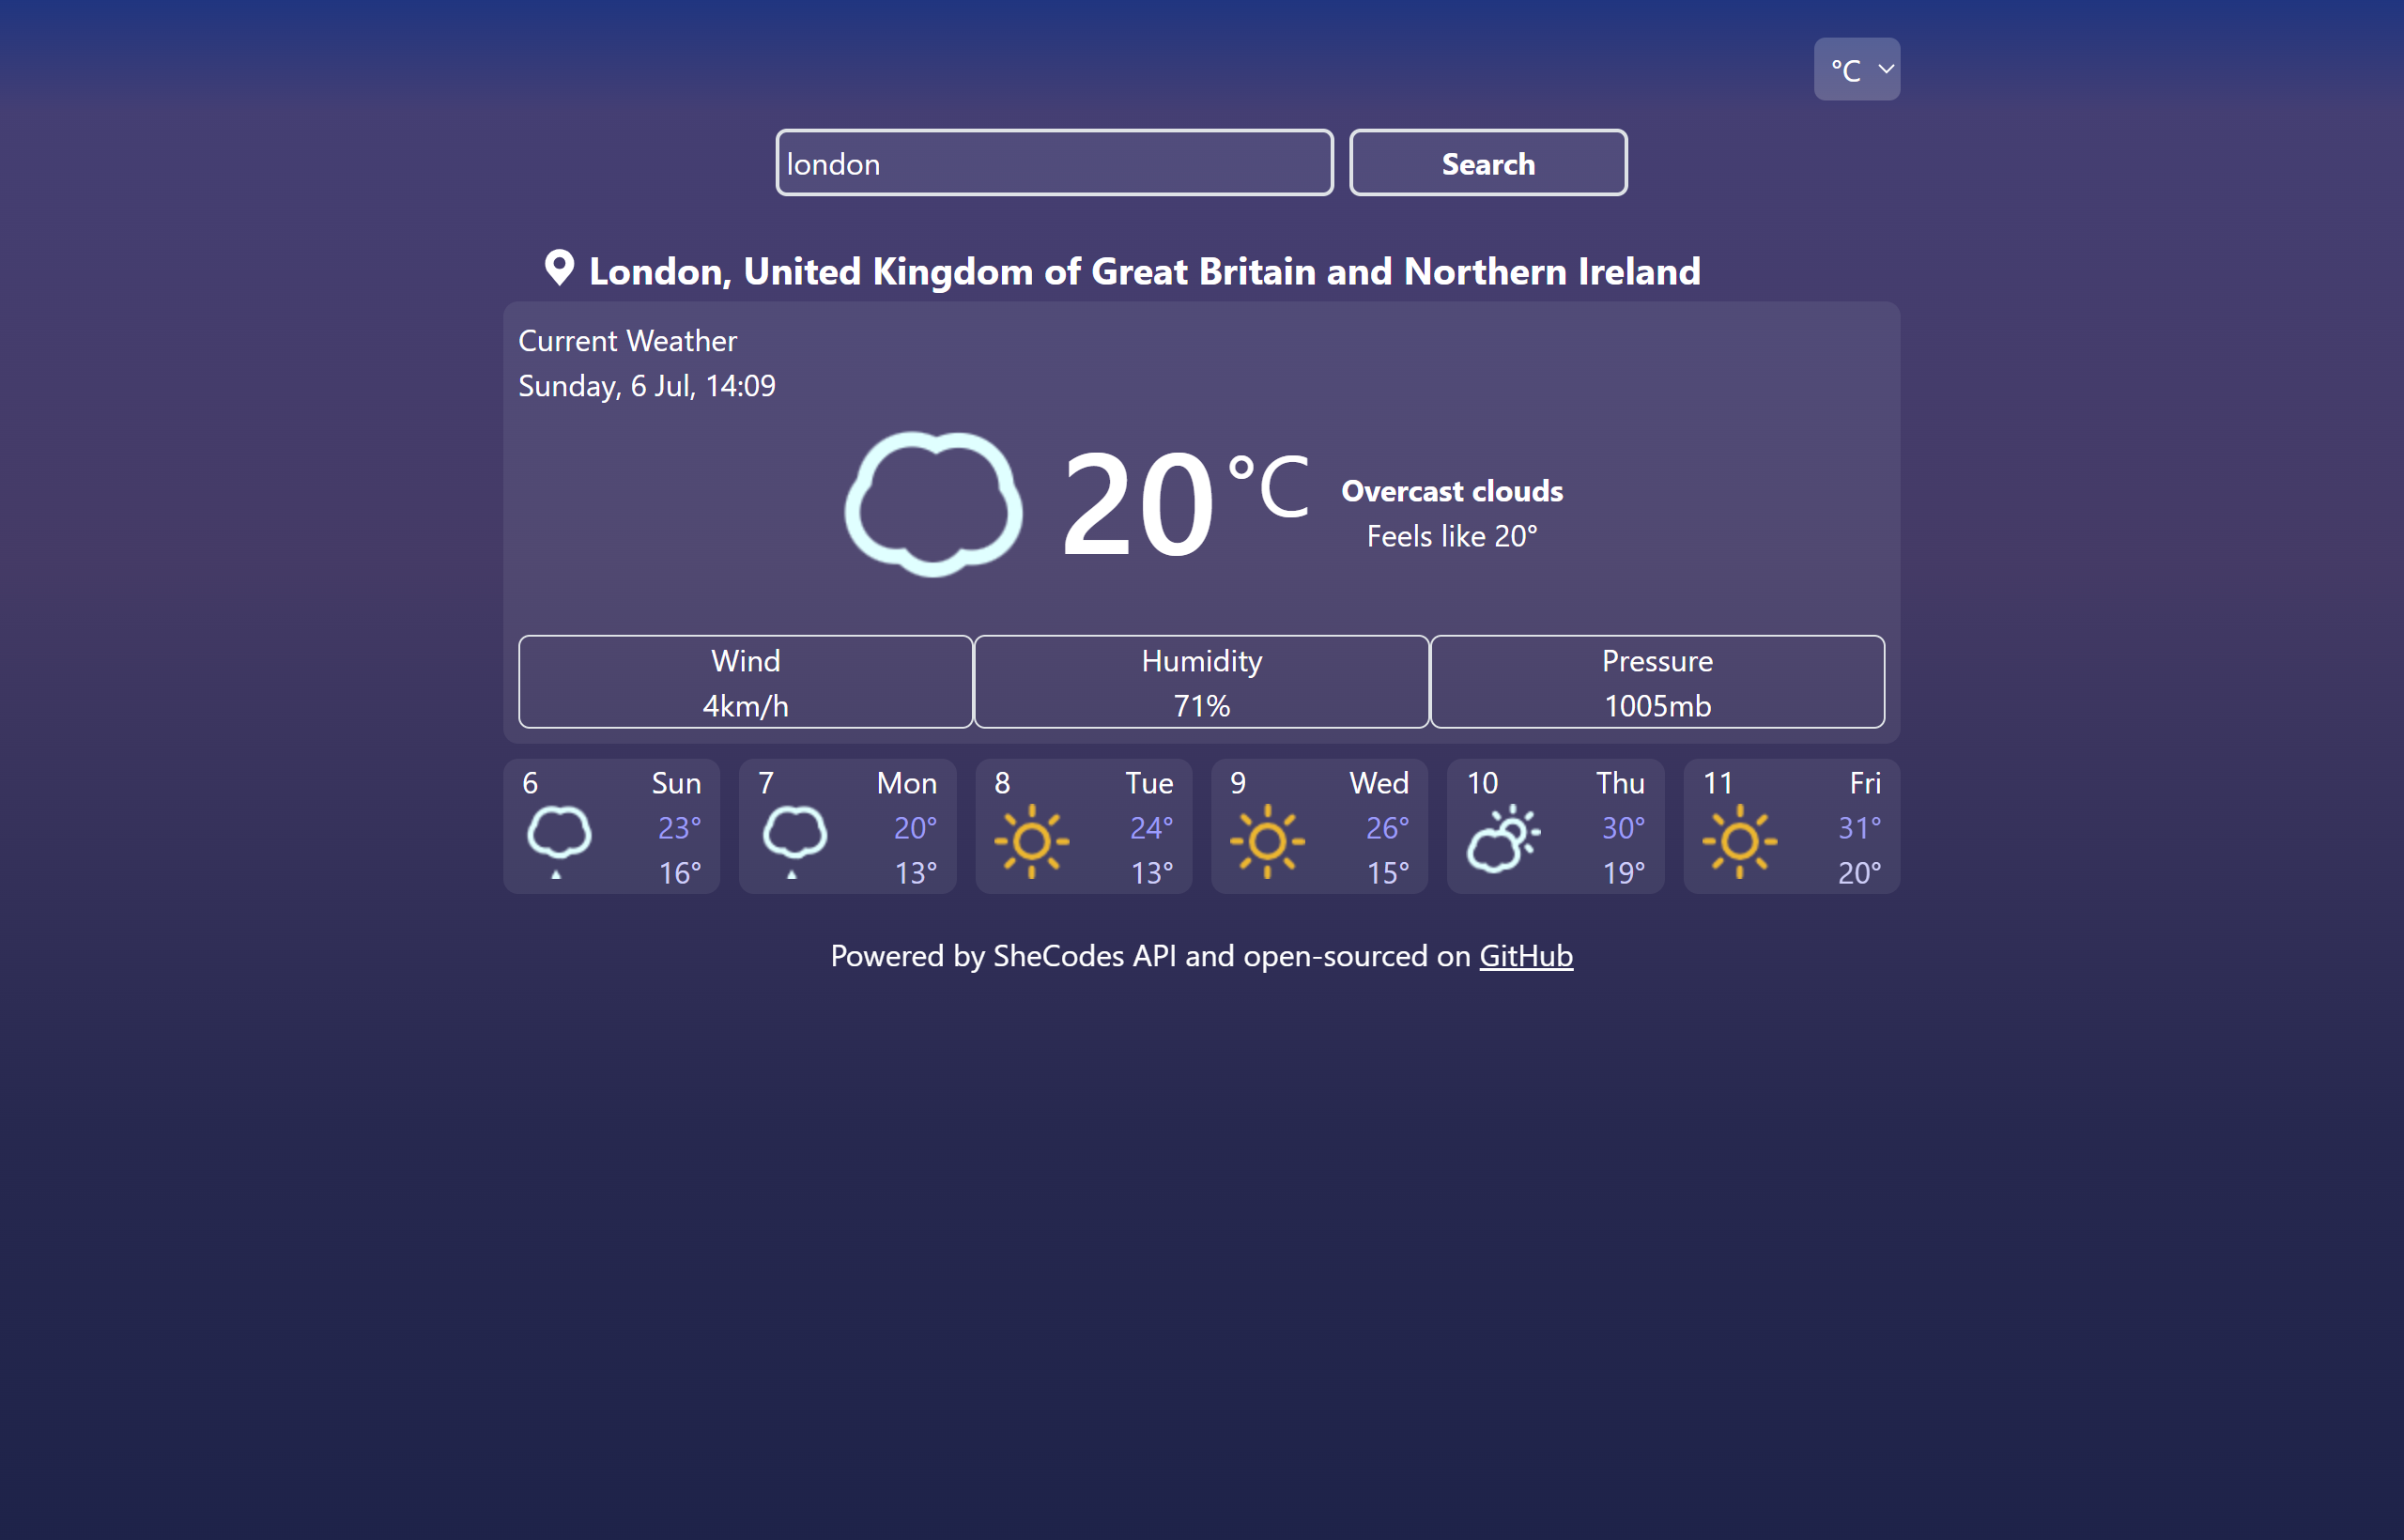 °C
london
Search
London, United Kingdom of Great Britain and Northern Ireland
Current Weather
Sunday, 6 Jul, 14:09
20 °C
Overcast clouds
Feels like 20°
Wind
4km/h
Humidity
71%
Pressure
1005mb
6 Sun
23°
16°
7 Mon
20°
13°
8 Tue
24°
13°
9 Wed
26°
15°
10 Thu
30°
19°
11 Fri
31°
20°
Powered by SheCodes API and open-sourced on GitHub